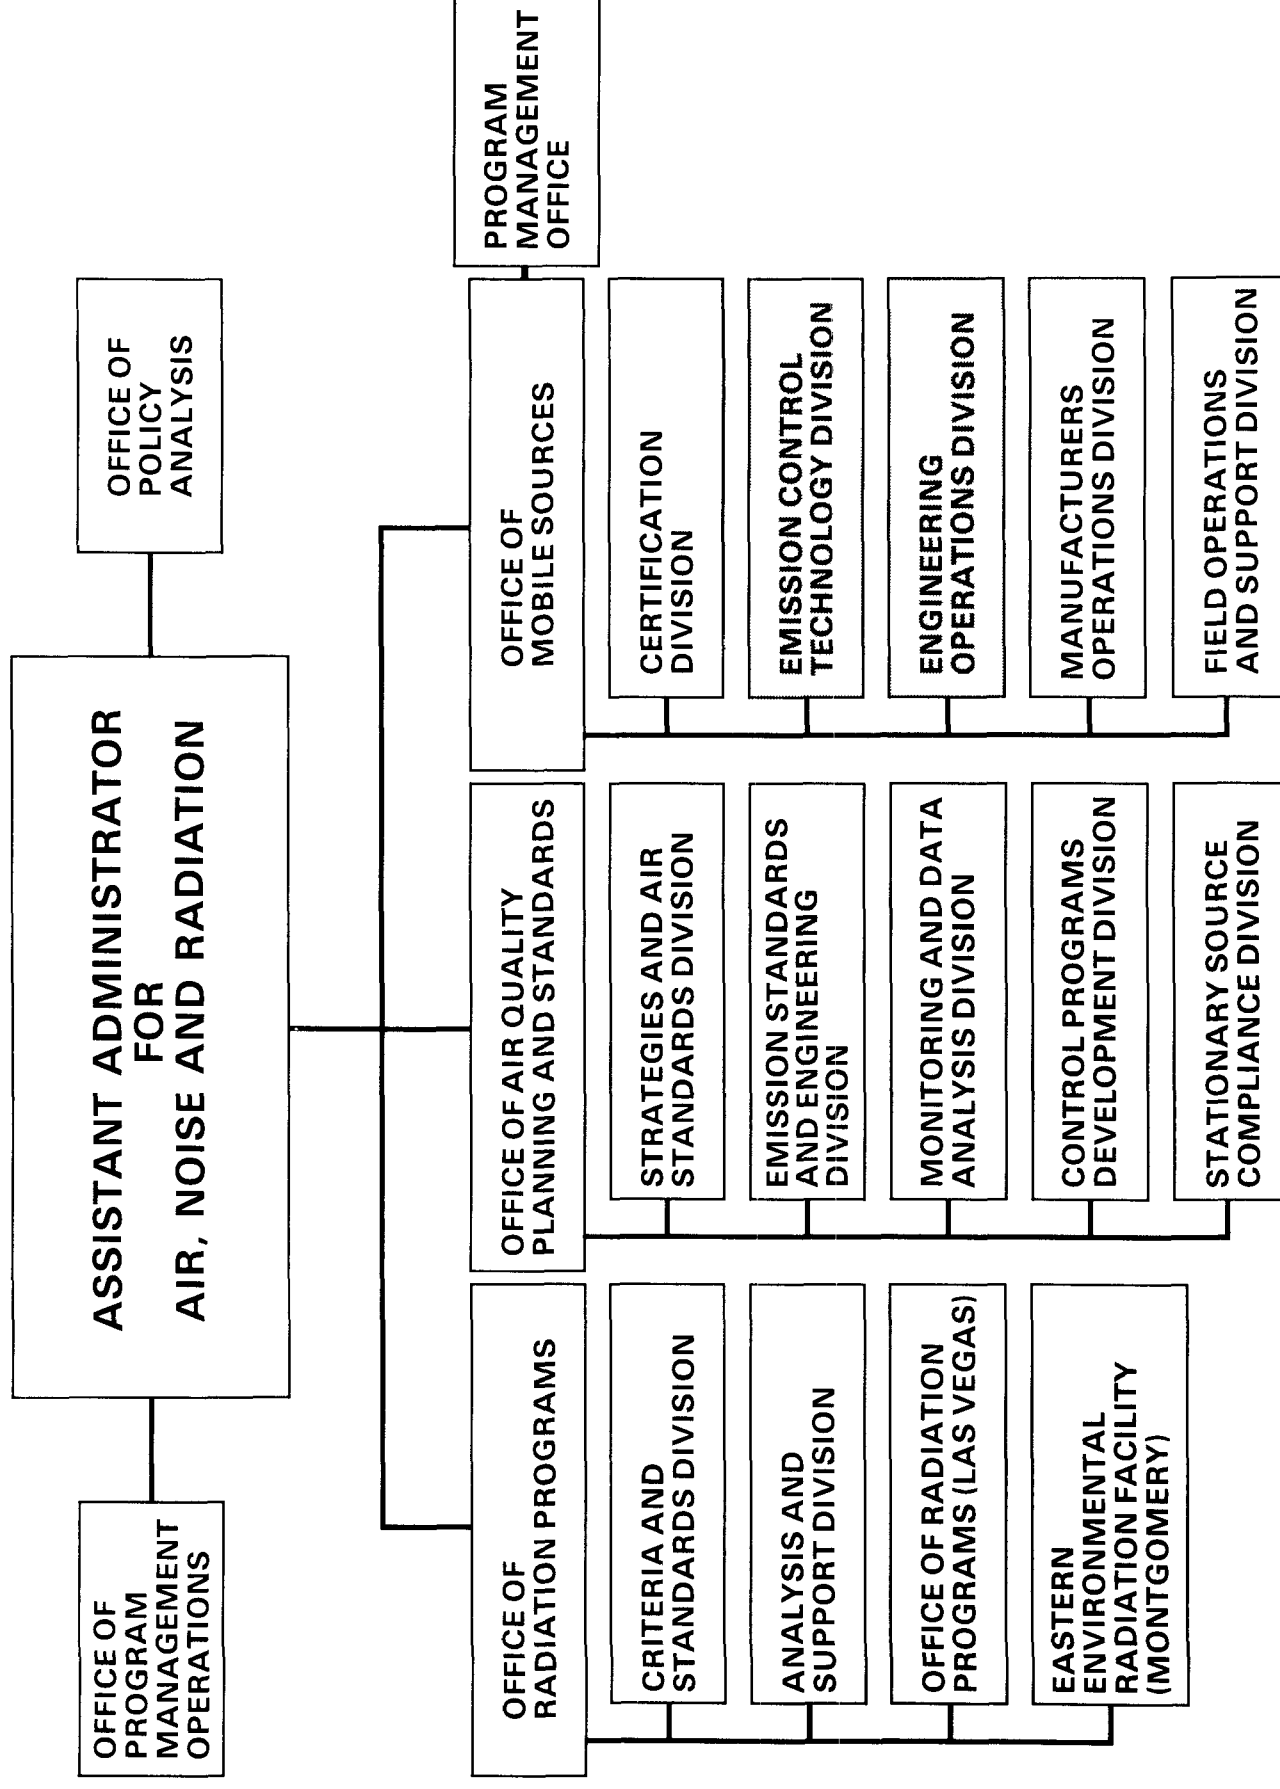 ASSISTANT ADMINISTRATOR
FOR
AIR, NOISE AND RADIATION
OFFICE OF
PROGRAM
MANAGEMENT
OPERATIONS
OFFICE OF
POLICY
ANALYSIS
OFFICE OF
RADIATION PROGRAMS
CRITERIA AND
STANDARDS DIVISION
ANALYSIS AND
SUPPORT DIVISION
OFFICE OF RADIATION
PROGRAMS (LAS VEGAS)
EASTERN
ENVIRONMENTAL
RADIATION FACILITY
(MONTGOMERY)
OFFICE OF AIR QUALITY
PLANNING AND STANDARDS
STRATEGIES AND AIR
STANDARDS DIVISION
EMISSION STANDARDS
AND ENGINEERING
DIVISION
MONITORING AND DATA
ANALYSIS DIVISION
CONTROL PROGRAMS
DEVELOPMENT DIVISION
STATIONARY SOURCE
COMPLIANCE DIVISION
OFFICE OF
MOBILE SOURCES
PROGRAM
MANAGEMENT
OFFICE
CERTIFICATION
DIVISION
EMISSION CONTROL
TECHNOLOGY DIVISION
ENGINEERING
OPERATIONS DIVISION
MANUFACTURERS
OPERATIONS DIVISION
FIELD OPERATIONS
AND SUPPORT DIVISION